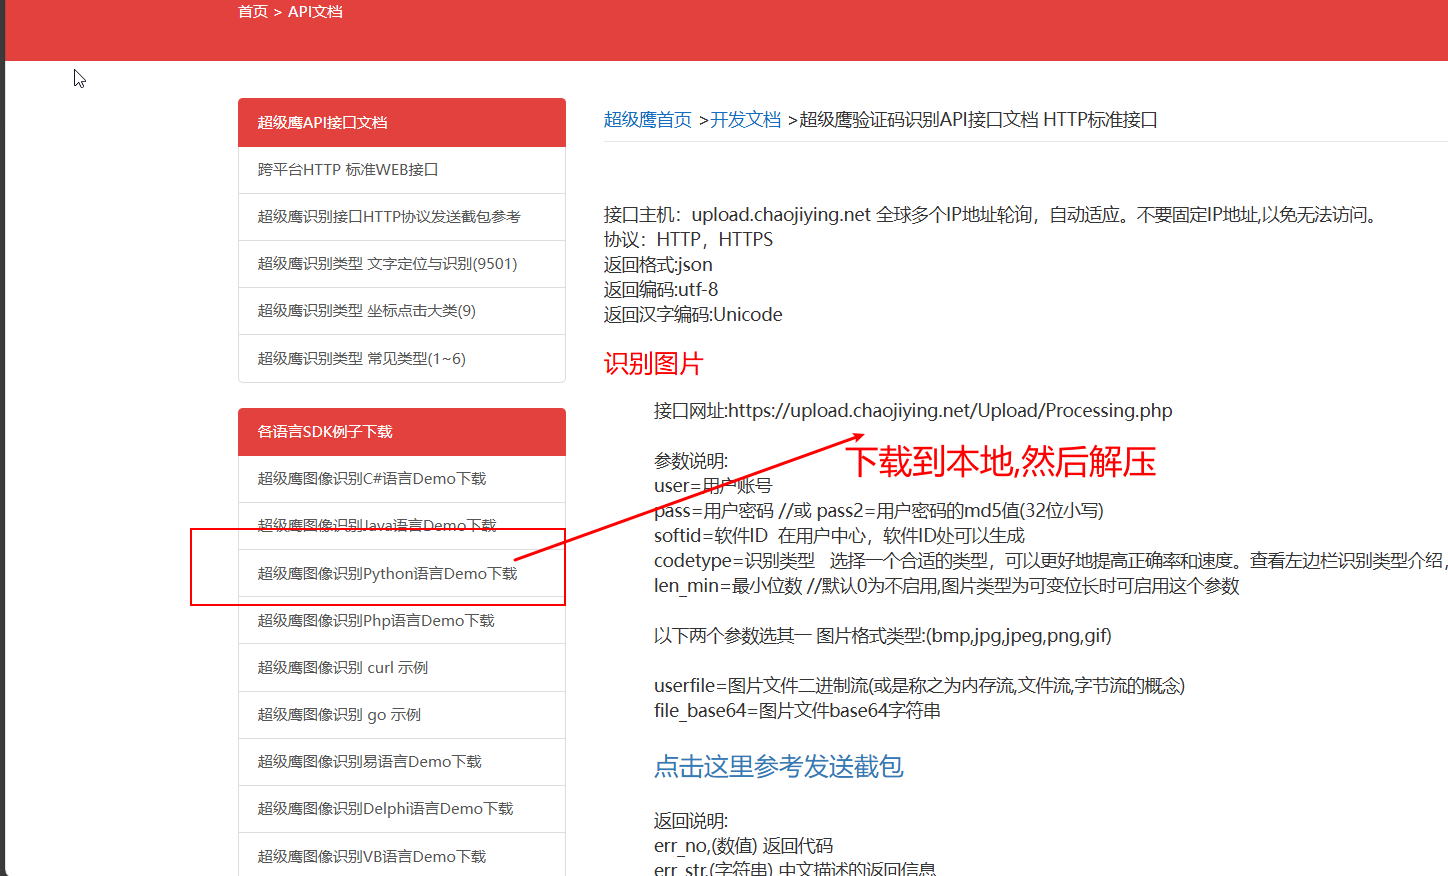 首页 > API文档
超级鹰API接口文档
跨平台HTTP 标准WEB接口
超级鹰识别接口HTTP协议发送截包参考
超级鹰识别类型 文字定位与识别(9501)
超级鹰识别类型 坐标点击大类(9)
超级鹰识别类型 常见类型(1~6)
各语言SDK例子下载
超级鹰图像识别C#语言Demo下载
超级鹰图像识别Java语言Demo下载
超级鹰图像识别Python语言Demo下载
超级鹰图像识别Php语言Demo下载
超级鹰图像识别 curl 示例
超级鹰图像识别 go 示例
超级鹰图像识别易语言Demo下载
超级鹰图像识别Delphi语言Demo下载
超级鹰图像识别VB语言Demo下载
超级鹰首页 >开发文档 >超级鹰验证码识别API接口文档 HTTP标准接口
接口主机：upload.chaojiying.net 全球多个IP地址轮询，自动适应。不要固定IP地址,以免无法访问。
协议：HTTP，HTTPS
返回格式:json
返回编码:utf-8
返回汉字编码:Unicode
识别图片
接口网址:https://upload.chaojiying.net/Upload/Processing.php
下载到本地,然后解压
参数说明:
user=用户账号
pass=用户密码 //或 pass2=用户密码的md5值(32位小写)
softid=软件ID 在用户中心，软件ID处可以生成
codetype=识别类型 选择一个合适的类型，可以更好地提高正确率和速度。查看左边栏识别类型介绍，
len_min=最小位数 //默认0为不启用,图片类型为可变位长时可启用这个参数
以下两个参数选其一 图片格式类型:(bmp,jpg,jpeg,png,gif)
userfile=图片文件二进制流(或是称之为内存流,文件流,字节流的概念)
file_base64=图片文件base64字符串
点击这里参考发送截包
返回说明:
err_no,(数值) 返回代码
err_str,(字符串) 中文描述的返回信息